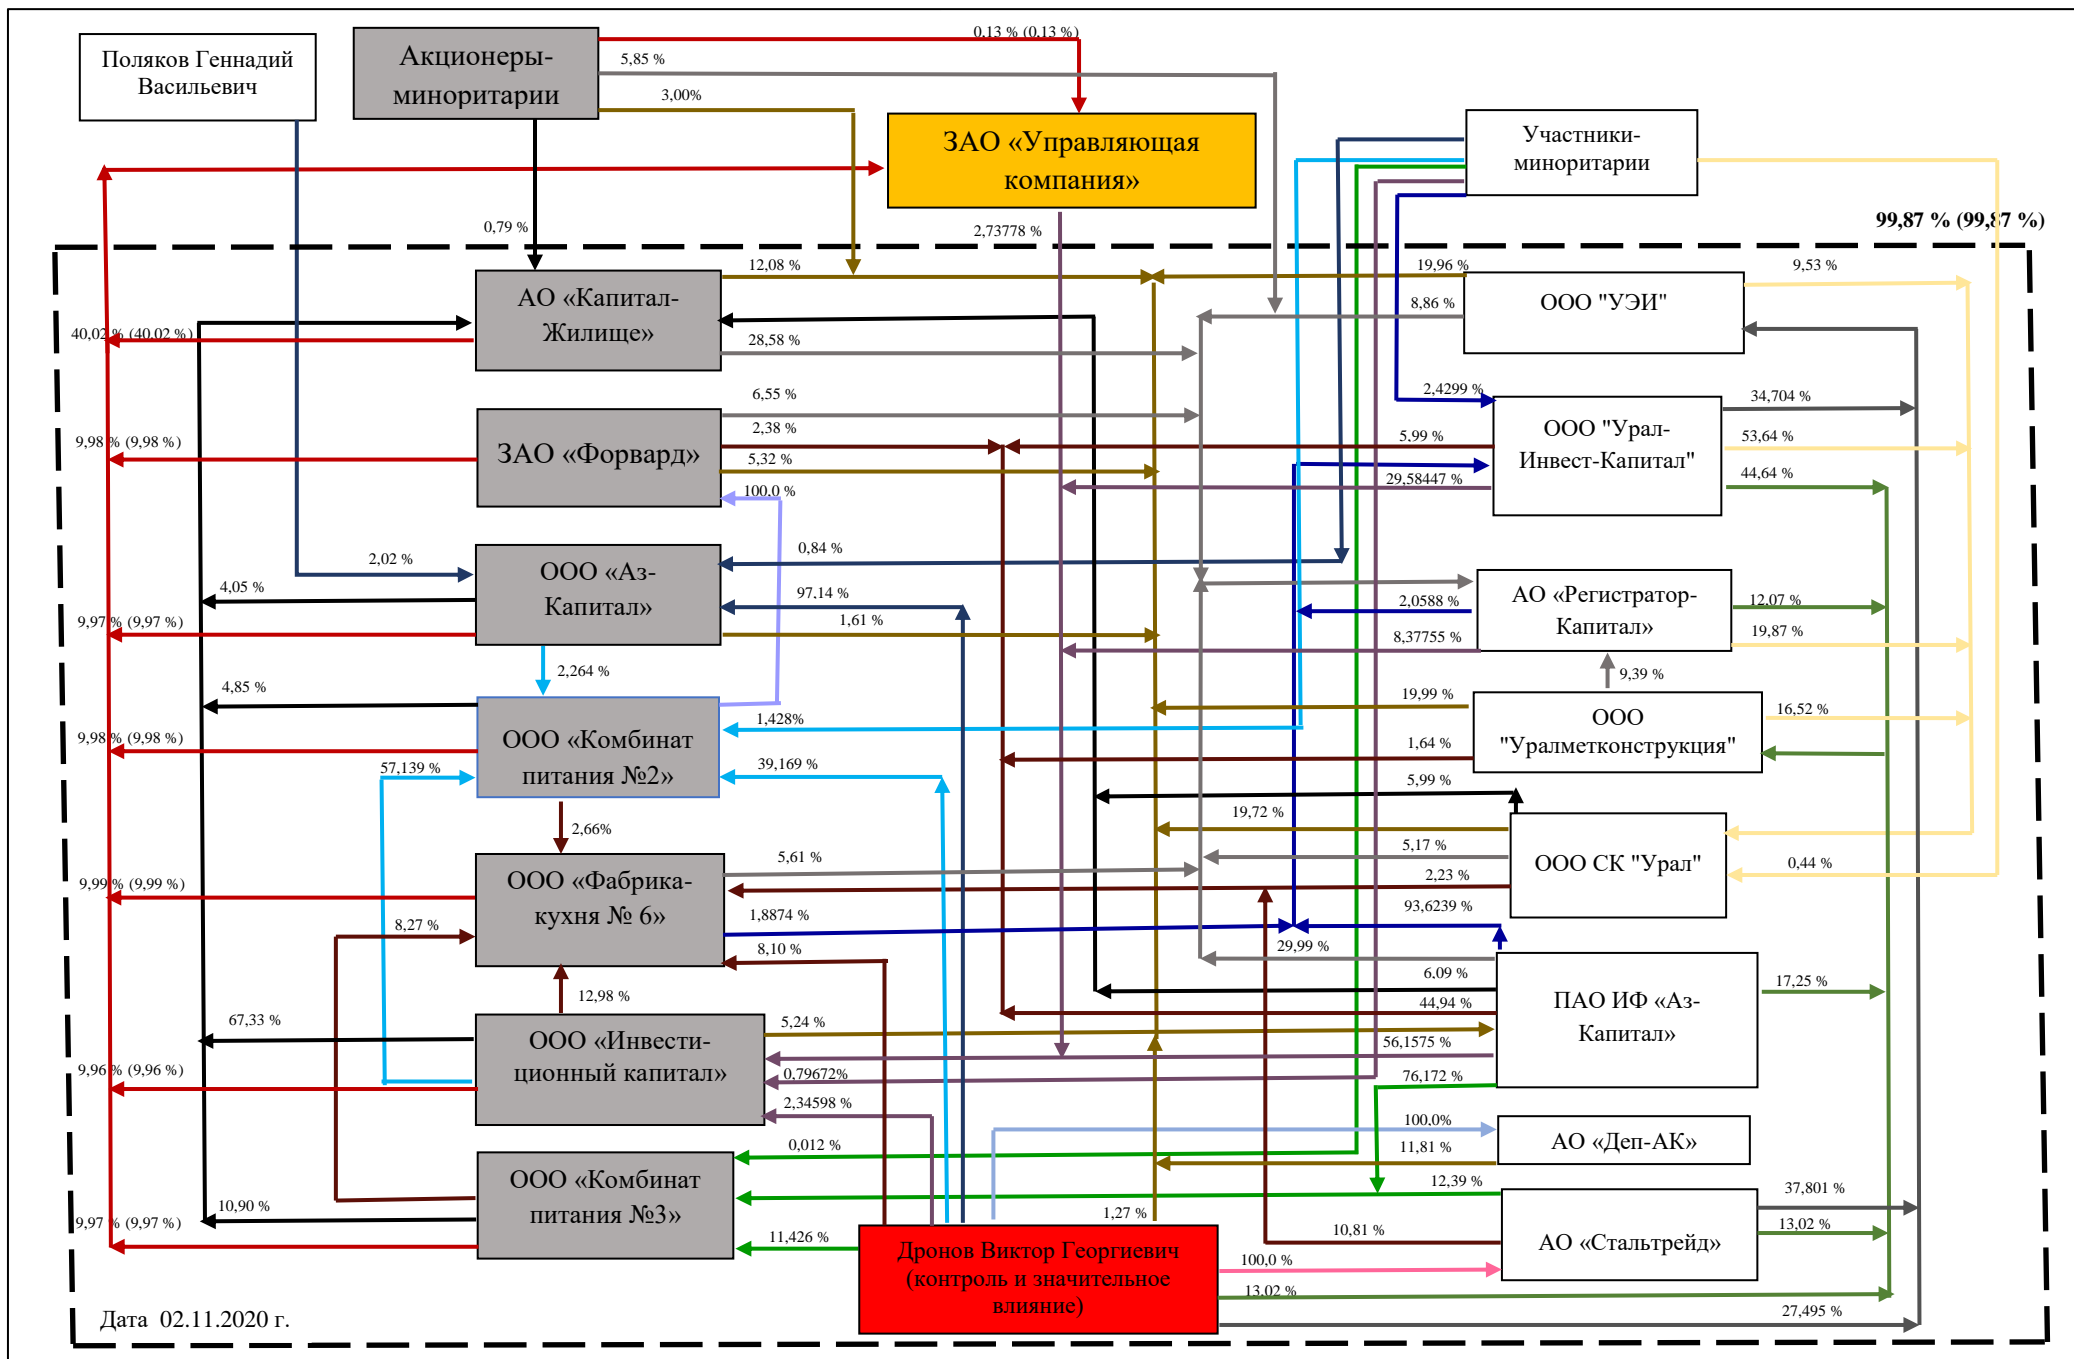 0,13 % (0,13 %)
Поляков Геннадий
Васильевич
Акционеры-
миноритарии
5,85 %
3,00%
ЗАО «Управляющая
компания»
Участники-
миноритарии
0,79 %
2,73778 %
99,87 % (99,87 %)
АО «Капитал-
Жилище»
12,08 %
19,96 %
9,53 %
ООО "УЭИ"
8,86 %
40,02 % (40,02 %)
28,58 %
6,55 %
2,4299 %
34,704 %
ЗАО «Форвард»
2,38 %
5,99 %
ООО "Урал-
Инвест-Капитал"
53,64 %
9,98 % (9,98 %)
5,32 %
44,64 %
100,0 %
29,58447 %
2,02 %
0,84 %
ООО «Аз-
Капитал»
4,05 %
97,14 %
2,0588 %
АО «Регистратор-
Капитал»
12,07 %
9,97 % (9,97 %)
1,61 %
8,37755 %
19,87 %
2,264 %
9,39 %
4,85 %
1,428%
19,99 %
ООО
"Уралметконструкция"
16,52 %
ООО «Комбинат
питания №2»
9,98 % (9,98 %)
1,64 %
57,139 %
39,169 %
5,99 %
19,72 %
2,66%
5,17 %
ООО СК "Урал"
0,44 %
ООО «Фабрика-
кухня № 6»
5,61 %
2,23 %
9,99 % (9,99 %)
1,8874 %
93,6239 %
8,27 %
8,10 %
29,99 %
12,98 %
6,09 %
ПАО ИФ «Аз-
Капитал»
17,25 %
67,33 %
44,94 %
ООО «Инвести-
ционный капитал»
5,24 %
56,1575 %
9,96 % (9,96 %)
0,79672%
76,172 %
2,34598 %
100,0%
АО «Деп-АК»
0,012 %
11,81 %
ООО «Комбинат
питания №3»
12,39 %
37,801 %
10,90 %
1,27 %
9,97 % (9,97 %)
11,426 %
10,81 %
АО «Стальтрейд»
13,02 %
Дронов Виктор Георгиевич
(контроль и значительное
влияние)
100,0 %
13,02 %
27,495 %
Дата 02.11.2020 г.